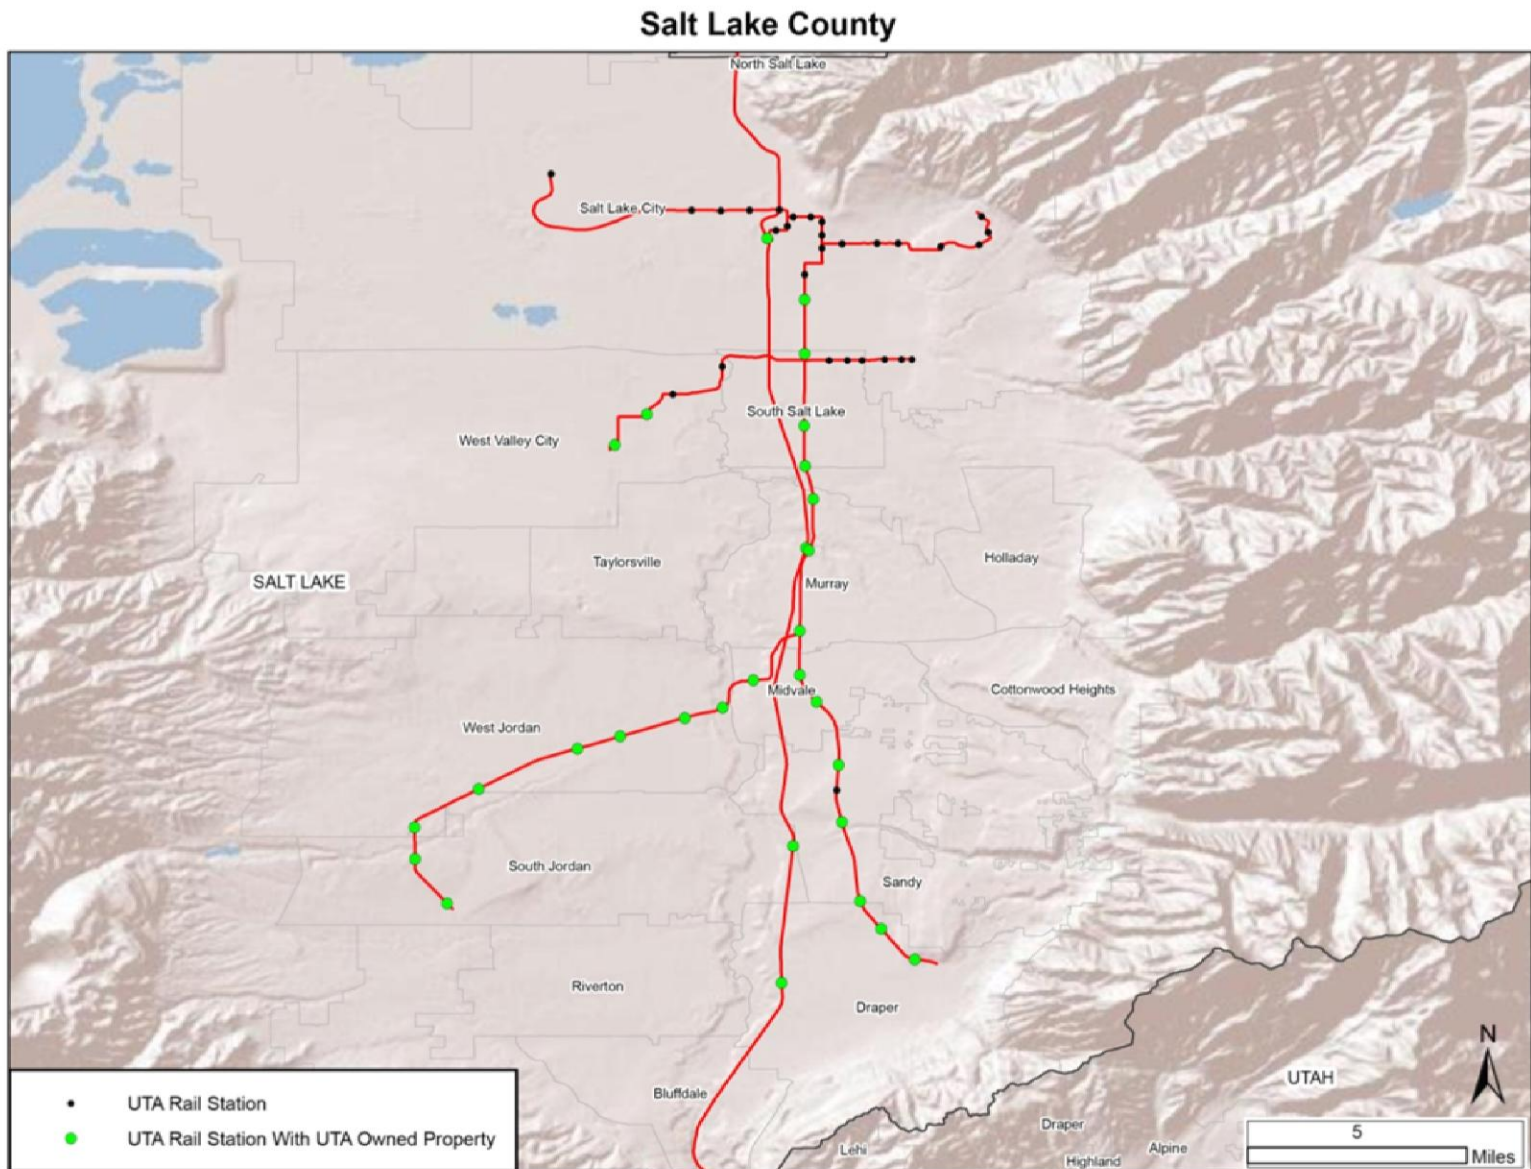 Salt Lake County
North Salt Lake
Salt Lake City
South Salt Lake
West Valley City
Taylorsville
Holladay
SALT LAKE
Murray
Midvale
Cottonwood Heights
West Jordan
South Jordan
Sandy
Riverton
Draper
N
UTAH
Bluffdale
UTA Rail Station
UTA Rail Station With UTA Owned Property
Draper
Lehi
Alpine
Highland
5
Miles